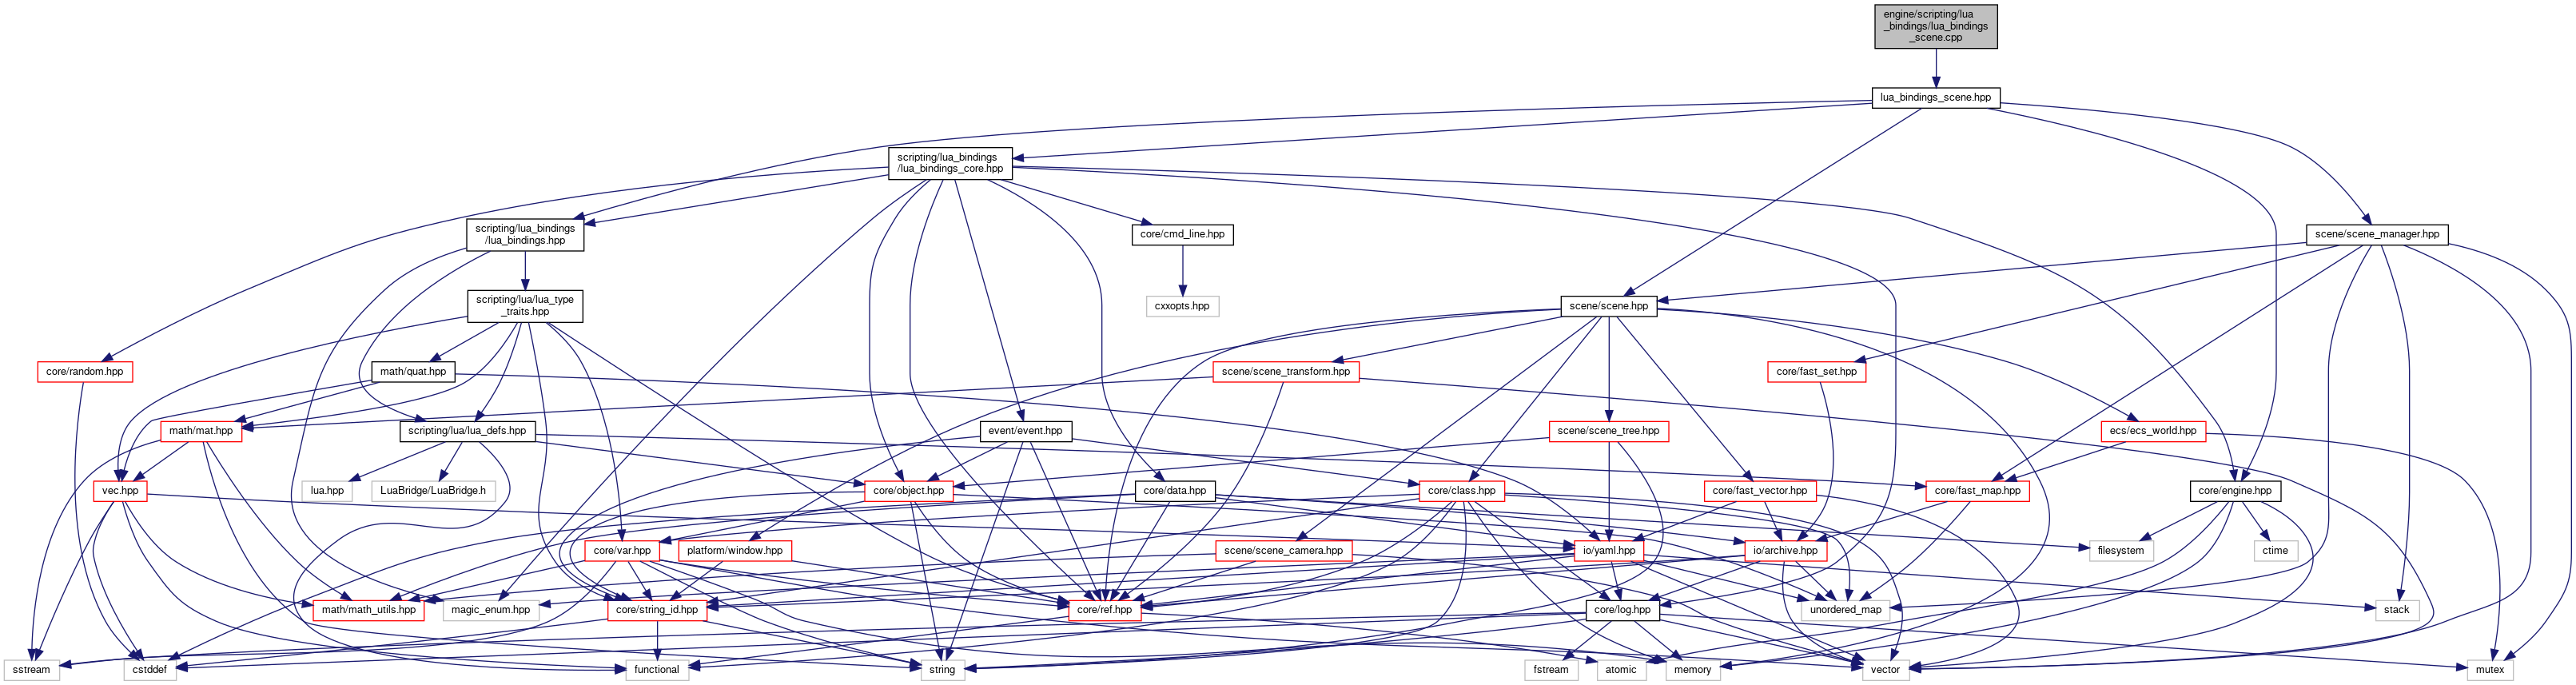 engine/scripting/lua
_bindings/lua_bindings
_scene.cpp
lua_bindings_scene.hpp
scripting/lua_bindings
/lua_bindings_core.hpp
scripting/lua_bindings
/lua_bindings.hpp
core/cmd_line.hpp
scene/scene_manager.hpp
scripting/lua/lua_type
_traits.hpp
cxxopts.hpp
scene/scene.hpp
core/random.hpp
math/quat.hpp
scene/scene_transform.hpp
core/fast_set.hpp
math/mat.hpp
scripting/lua/lua_defs.hpp
event/event.hpp
scene/scene_tree.hpp
ecs/ecs_world.hpp
vec.hpp
lua.hpp
LuaBridge/LuaBridge.h
core/object.hpp
core/data.hpp
core/class.hpp
core/fast_vector.hpp
core/fast_map.hpp
core/engine.hpp
core/var.hpp
platform/window.hpp
scene/scene_camera.hpp
io/yaml.hpp
io/archive.hpp
filesystem
ctime
math/math_utils.hpp
magic_enum.hpp
core/string_id.hpp
core/ref.hpp
core/log.hpp
unordered_map
stack
sstream
cstddef
functional
string
fstream
atomic
memory
vector
mutex